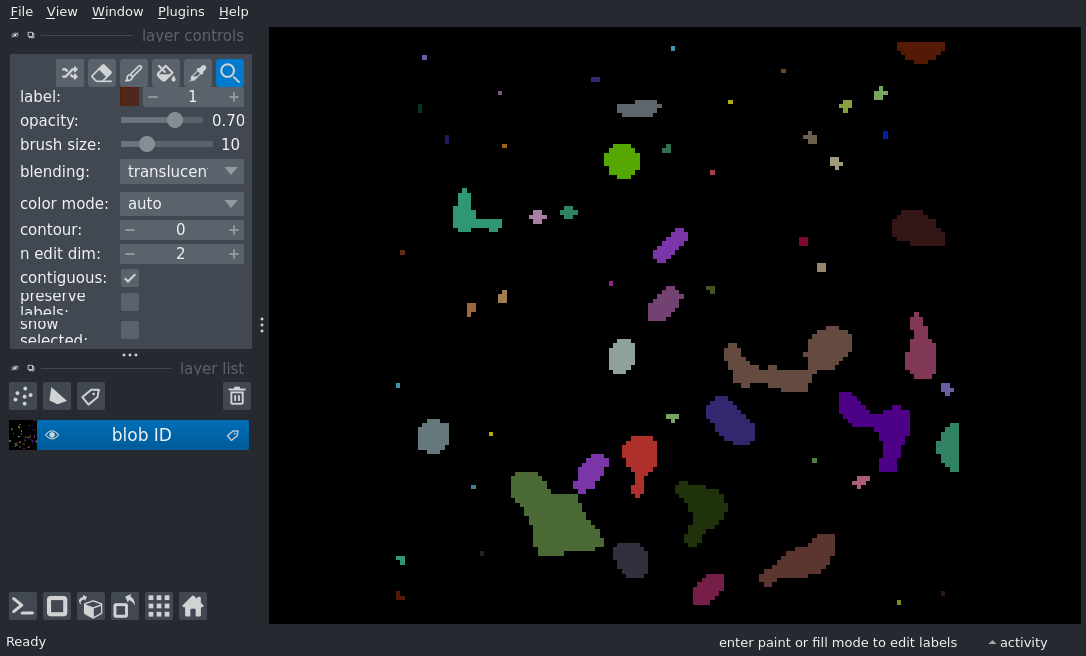 File View Window Plugins Help
layer controls
label: 1
opacity: 0.70
brush size: 10
blending: translucen
color mode: auto
contour: 0
n edit dim: 2
contiguous:
preserve
labels:
show
selected:
layer list
blob ID
Ready enter paint or fill mode to edit labels activity